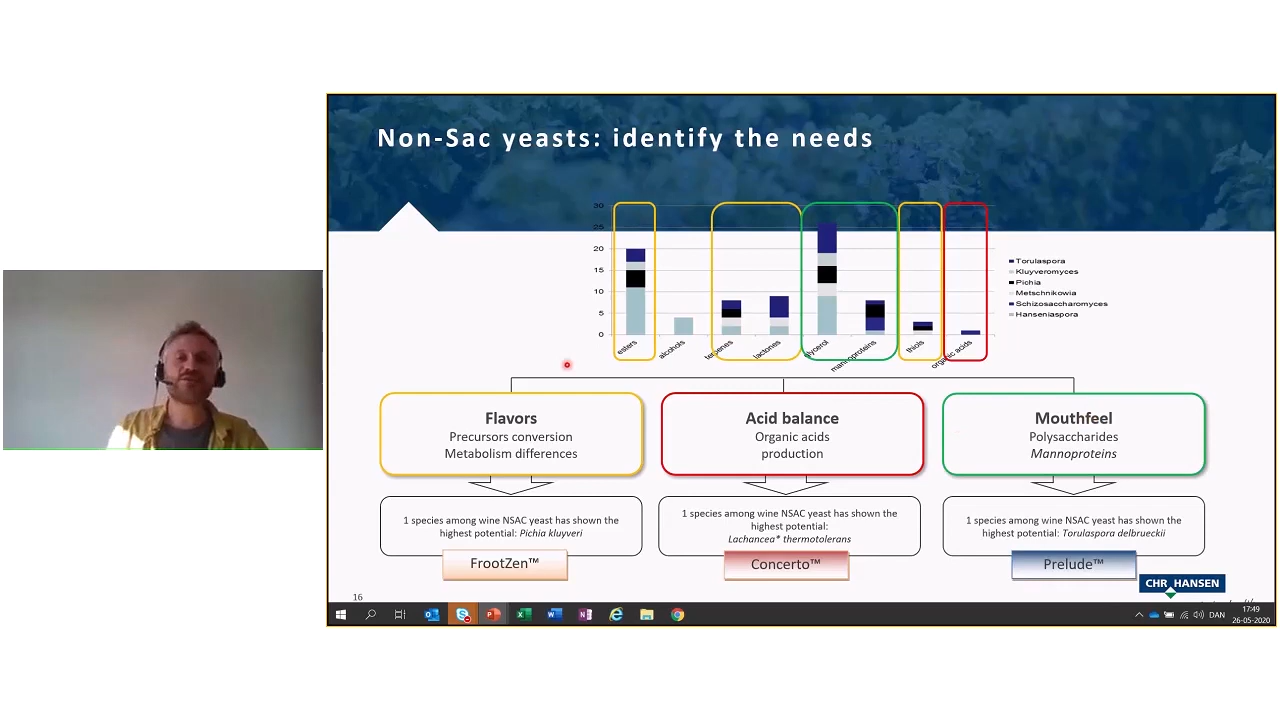 Non-Sac yeasts: identify the needs
30
25
20
15
10
5
0
esters
alcohols
terpenes
lactones
glycerol
mannoproteins
thiols
organic acids
Torulaspora
Kluyveromyces
Pichia
Metschnikowia
Schizosaccharomyces
Hanseniaspora
Flavors
Precursors conversion
Metabolism differences
Acid balance
Organic acids
production
Mouthfeel
Polysaccharides
Mannoproteins
1 species among wine NSAC yeast has shown the
highest potential: Pichia kluyveri
FrootZen™
1 species among wine NSAC yeast has shown the
highest potential:
Lachancea* thermotolerans
Concerto™
1 species among wine NSAC yeast has shown the
highest potential: Torulaspora delbrueckii
Prelude™
CHR HANSEN
16
DAN
17:49
26-05-2020